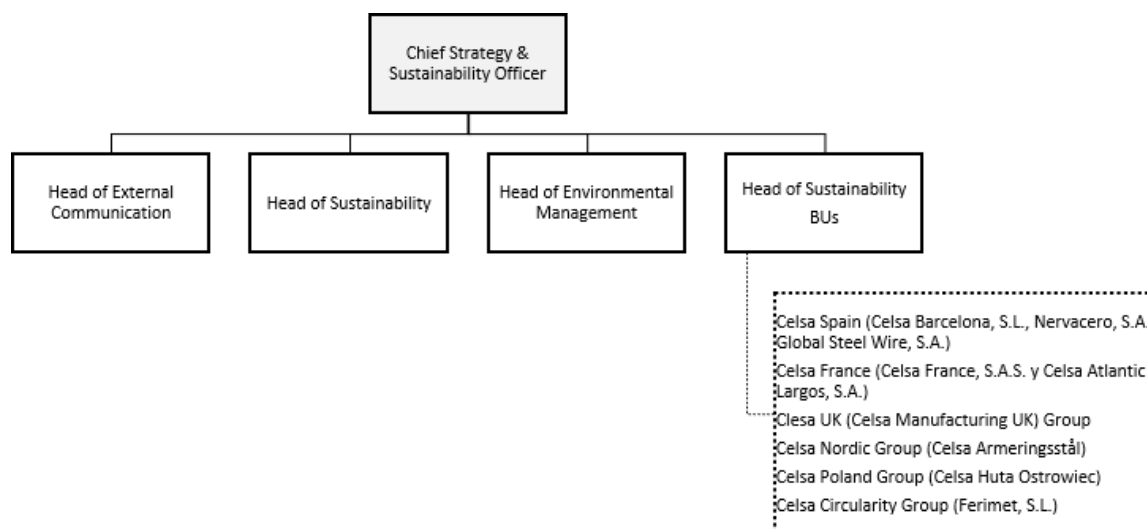 Chief Strategy &
Sustainability Officer
Head of External
Communication
Head of Sustainability
Head of Environmental
Management
Head of Sustainability
BUs
Celsa Spain (Celsa Barcelona, S.L., Nervacero, S.A.
Global Steel Wire, S.A.)
Celsa France (Celsa France, S.A.S. y Celsa Atlantic
Largos, S.A.)
Clesa UK (Celsa Manufacturing UK) Group
Celsa Nordic Group (Celsa Armeringsstål)
Celsa Poland Group (Celsa Huta Ostrowiec)
Celsa Circularity Group (Ferimet, S.L.)